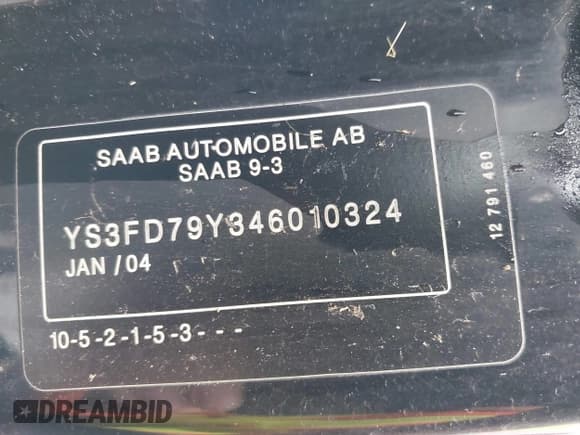 SAAB AUTOMOBILE AB
SAAB 9-3
YS3FD79Y346010324
JAN /04
10-5-2-1-5-3- - -
12 791 460
DREAMBID